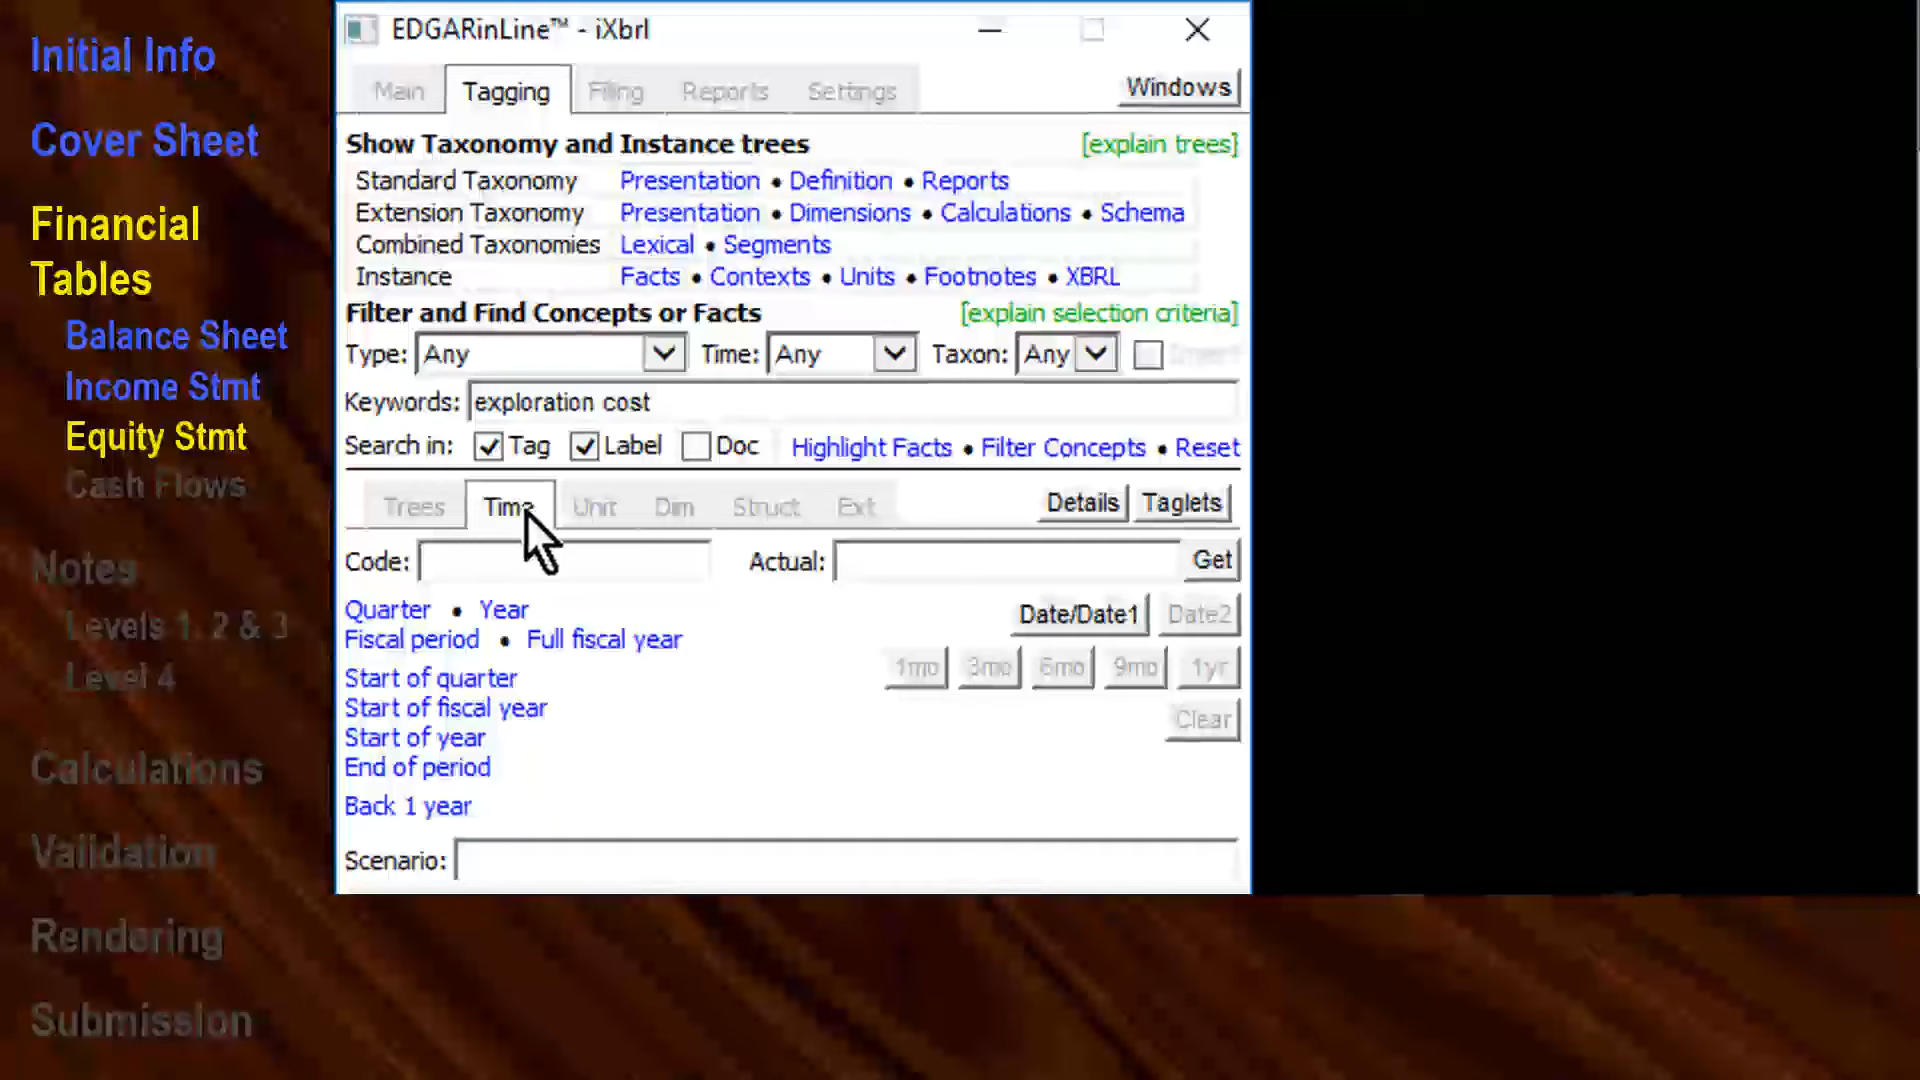 Initial Info
Cover Sheet
Financial
Tables
Balance Sheet
Income Stmt
Equity Stmt
Cash Flows
Notes
Levels 1, 2 & 3
Level 4
Calculations
Validation
Rendering
Submission
EDGARinLine™ - iXbrl
Main Tagging Filing Reports Settings Windows
Show Taxonomy and Instance trees [explain trees]
Standard Taxonomy Presentation • Definition • Reports
Extension Taxonomy Presentation • Dimensions • Calculations • Schema
Combined Taxonomies Lexical • Segments
Instance Facts • Contexts • Units • Footnotes • XBRL
Filter and Find Concepts or Facts [explain selection criteria]
Type: Any Time: Any Taxon: Any
Keywords: exploration cost
Search in: Tag Label Doc Highlight Facts • Filter Concepts • Reset
Trees Time Unit Dim Struct Ext Details Taglets
Code: Actual: Get
Quarter • Year Date/Date1 Date2
Fiscal period • Full fiscal year
1mo 3mo 6mo 9mo 1yr
Start of quarter
Start of fiscal year Clear
Start of year
End of period
Back 1 year
Scenario: